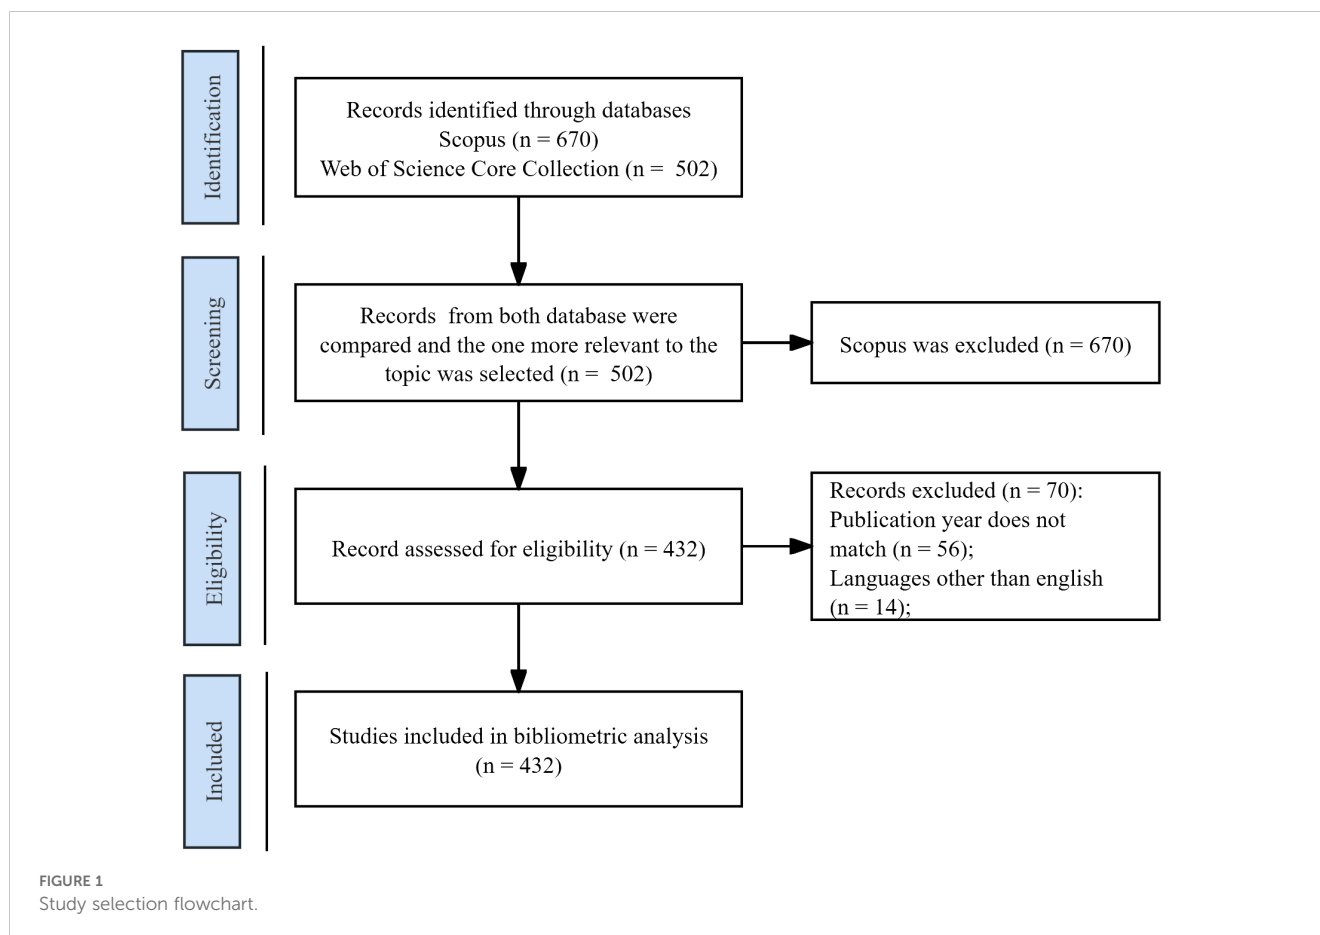 Identification
Records identified through databases
Scopus (n = 670)
Web of Science Core Collection (n = 502)
Screening
Records from both database were
compared and the one more relevant to the
topic was selected (n = 502)
Scopus was excluded (n = 670)
Eligibility
Record assessed for eligibility (n = 432)
Records excluded (n = 70):
Publication year does not
match (n = 56);
Languages other than english
(n = 14);
Included
Studies included in bibliometric analysis
(n = 432)
FIGURE 1
Study selection flowchart.